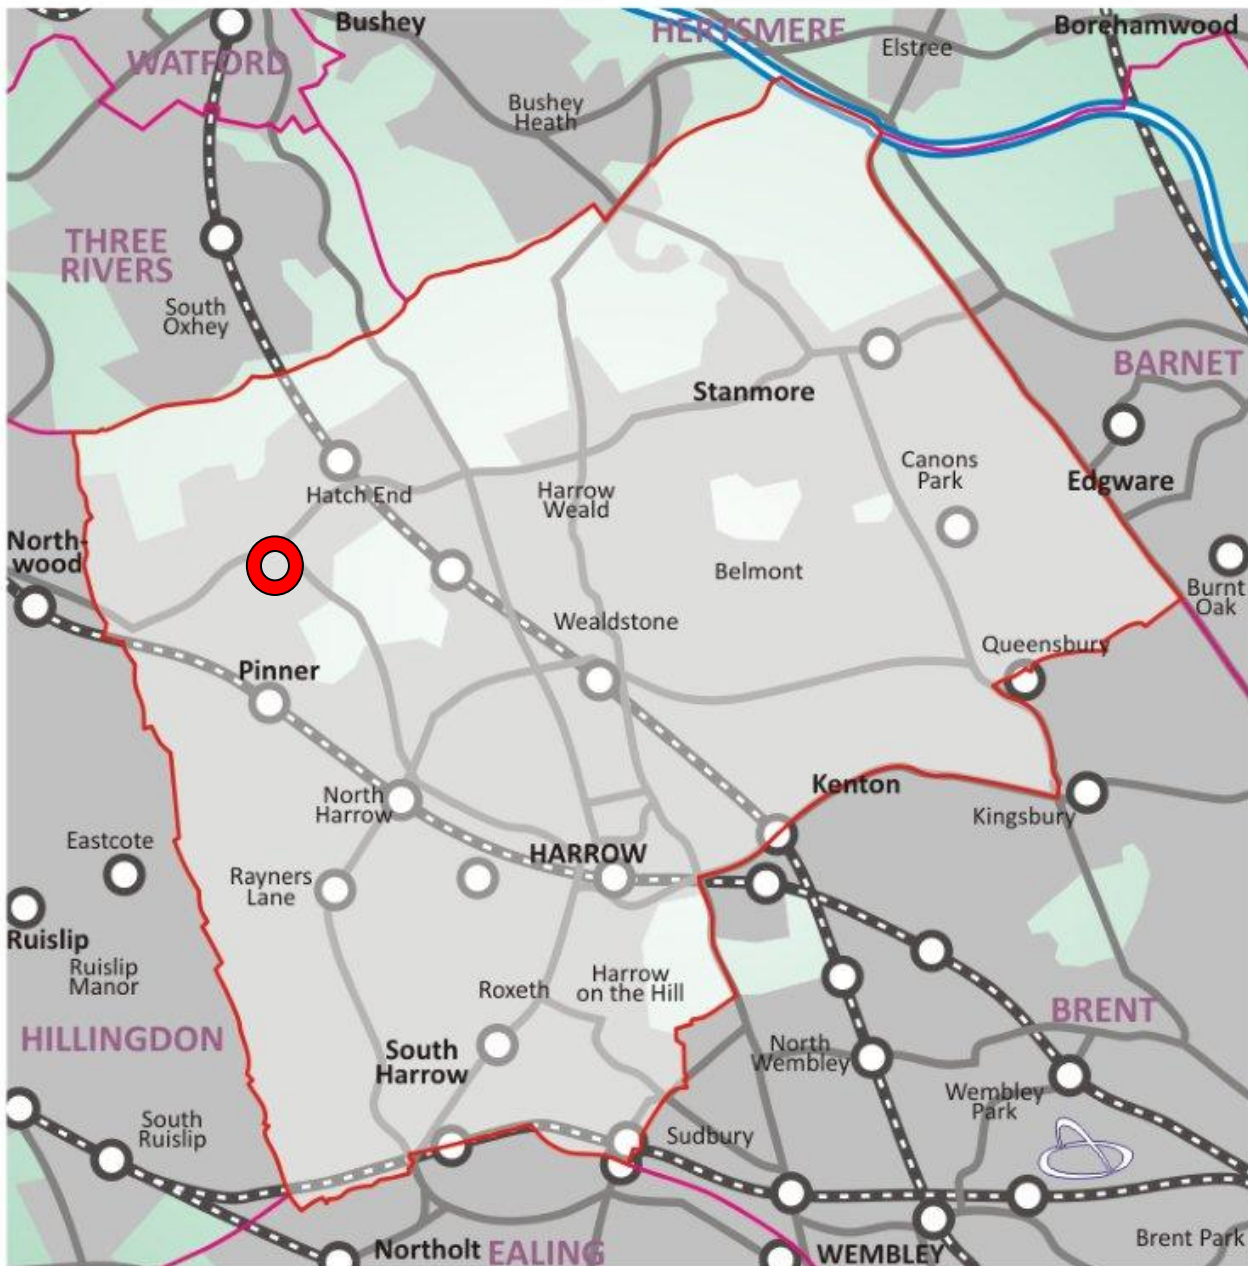 Bushey
HERTSMERE
Borehamwood
WATFORD
Elstree
Bushey
Heath
THREE
RIVERS
South
Oxhey
BARNET
Stanmore
Edgware
Canons
Park
Hatch End
Harrow
Weald
North-
wood
Belmont
Burnt
Oak
Wealdstone
Queensbury
Pinner
Kenton
North
Harrow
Kingsbury
Eastcote
HARROW
Rayners
Lane
Ruislip
Ruislip
Manor
Roxeth
Harrow
on the Hill
BRENT
HILLINGDON
South
Harrow
North
Wembley
Wembley
Park
South
Ruislip
Sudbury
Northolt
EALING
WEMBLEY
Brent Park